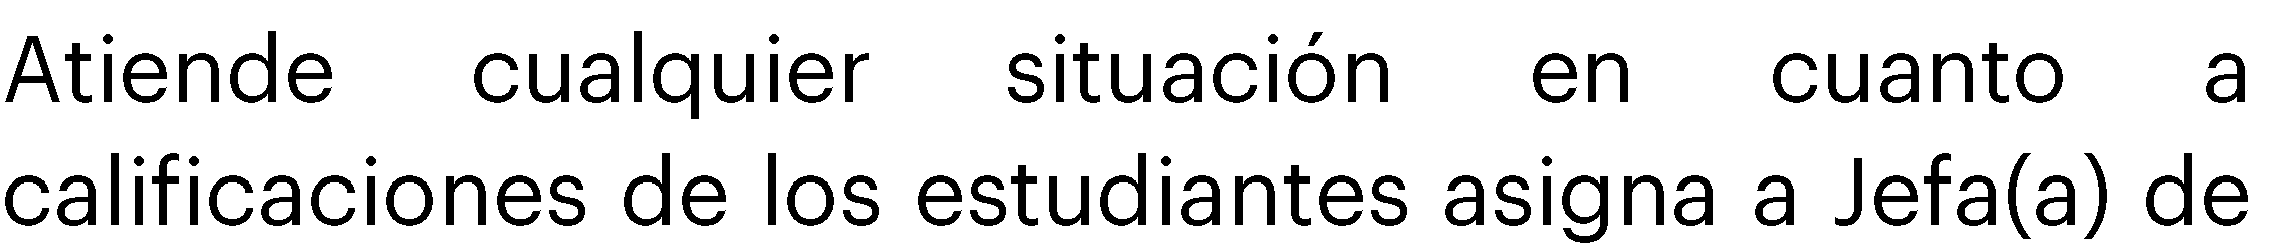 Atiende cualquier situación en cuanto a
calificaciones de los estudiantes asigna a Jefa(a) de